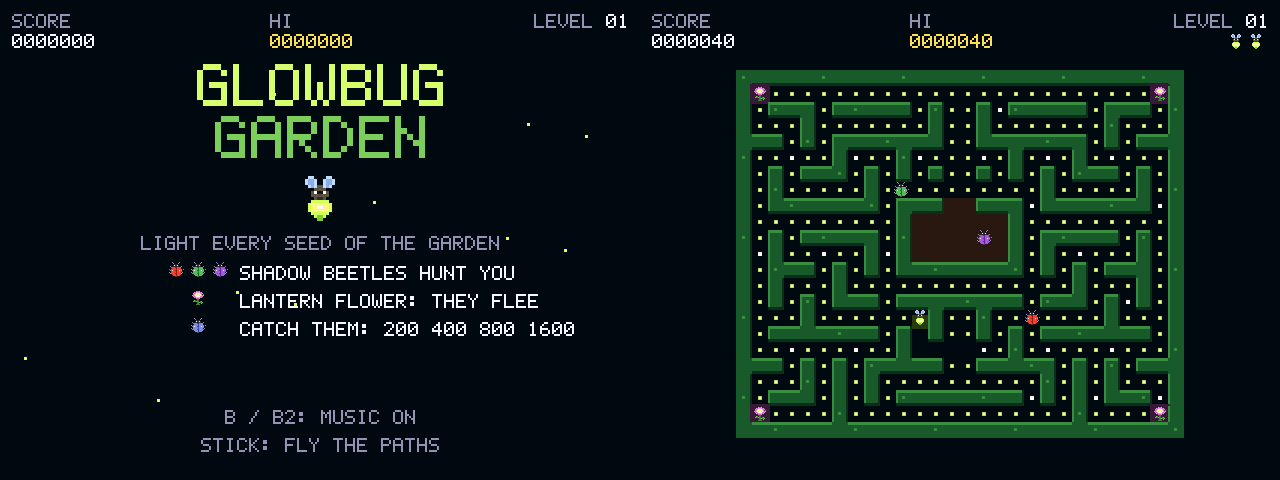 SCORE HI LEVEL 01
0000000 0000000
GLOWBUG
GARDEN
LIGHT EVERY SEED OF THE GARDEN
SHADOW BEETLES HUNT YOU
LANTERN FLOWER: THEY FLEE
CATCH THEM: 200 400 800 1600
B / B2: MUSIC ON
STICK: FLY THE PATHS
SCORE HI LEVEL 01
0000040 0000040